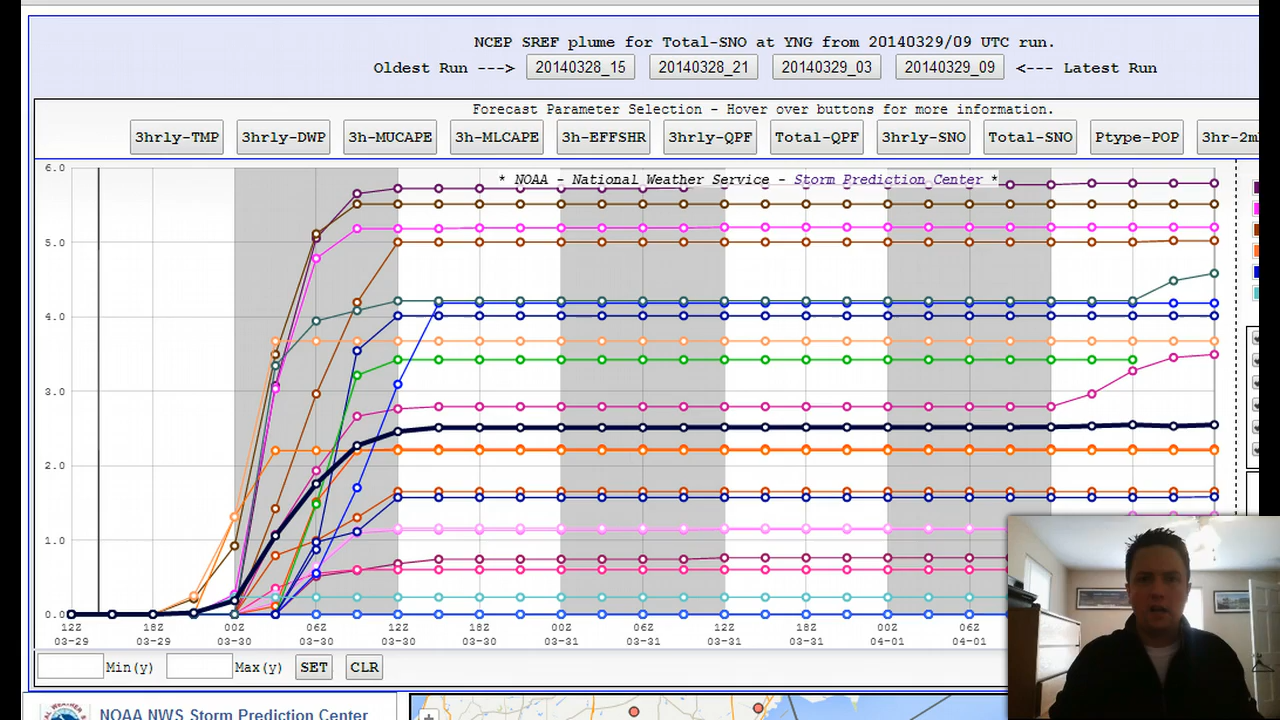 NCEP SREF plume for Total-SNO at YNG from 20140329/09 UTC run.
Oldest Run ---> 20140328_15 20140328_21 20140329_03 20140329_09 <--- Latest Run
Forecast Parameter Selection - Hover over buttons for more information.
3hrly-TMP 3hrly-DWP 3h-MUCAPE 3h-MLCAPE 3h-EFFSHR 3hrly-QPF Total-QPF 3hrly-SNO Total-SNO Ptype-POP 3hr-2m
* NOAA - National Weather Service - Storm Prediction Center *
6.0
5.0
4.0
3.0
2.0
1.0
0.0
12Z 18Z 00Z 06Z 12Z 18Z 00Z 06Z 12Z 18Z 00Z 06Z
03-29 03-29 03-30 03-30 03-30 03-30 03-31 03-31 03-31 03-31 04-01 04-01
Min(y) Max(y) SET CLR
NOAA NWS Storm Prediction Center